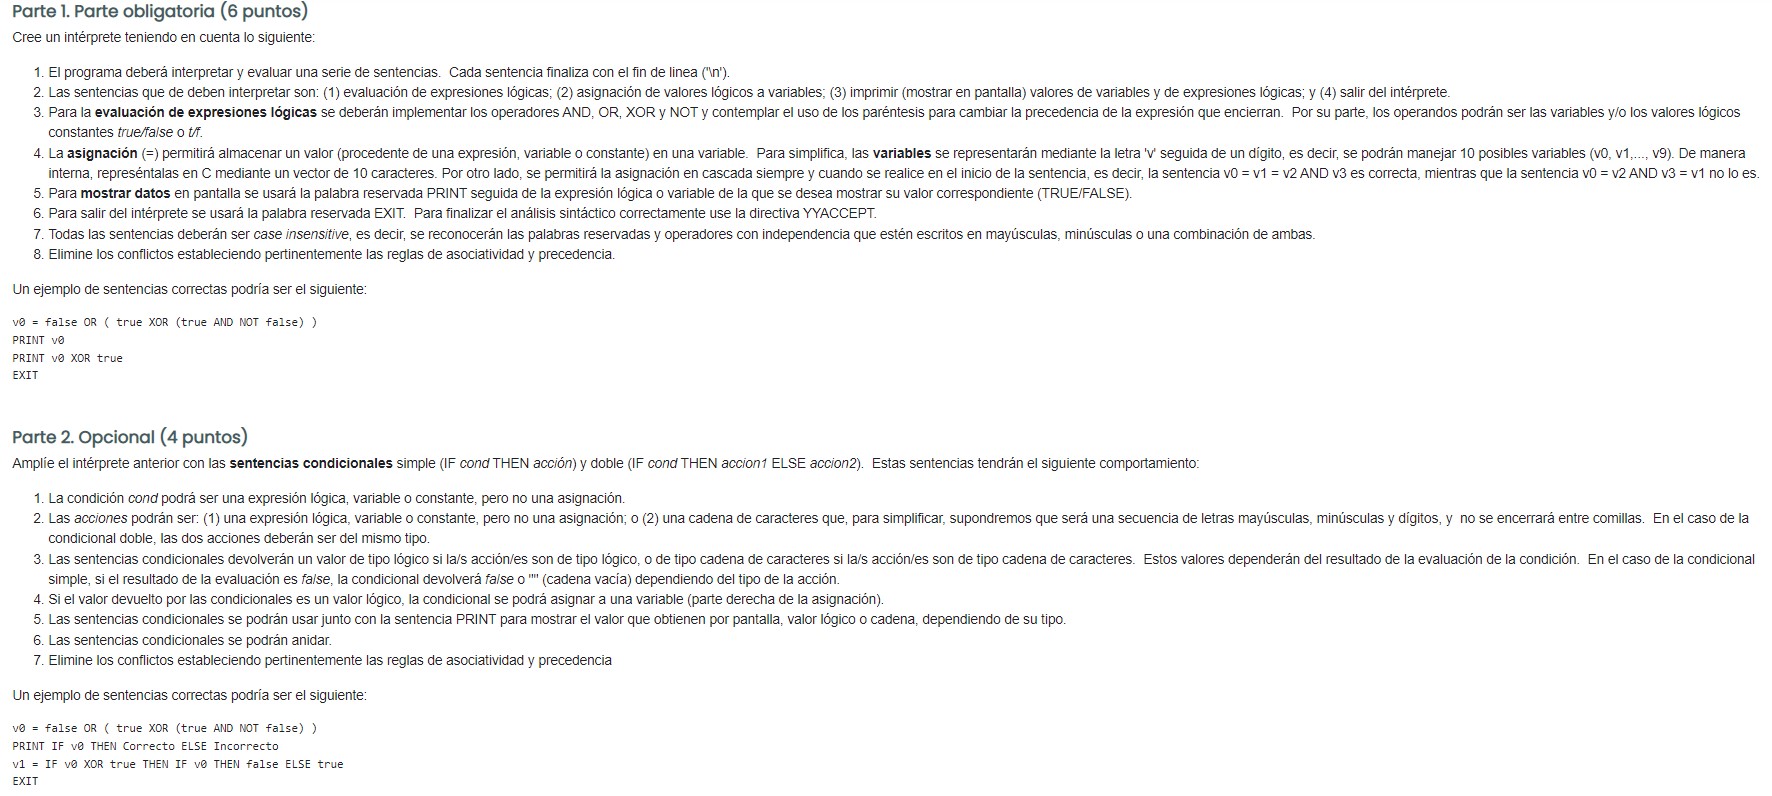 Parte 1. Parte obligatoria (6 puntos)
Cree un intérprete teniendo en cuenta lo siguiente:
1. El programa deberá interpretar y evaluar una serie de sentencias. Cada sentencia finaliza con el fin de linea ('\n').
2. Las sentencias que de deben interpretar son: (1) evaluación de expresiones lógicas; (2) asignación de valores lógicos a variables; (3) imprimir (mostrar en pantalla) valores de variables y de expresiones lógicas; y (4) salir del intérprete.
3. Para la evaluación de expresiones lógicas se deberán implementar los operadores AND, OR, XOR y NOT y contemplar el uso de los paréntesis para cambiar la precedencia de la expresión que encierran. Por su parte, los operandos podrán ser las variables y/o los valores lógicos
constantes true/false o t/f.
4. La asignación (=) permitirá almacenar un valor (procedente de una expresión, variable o constante) en una variable. Para simplifica, las variables se representarán mediante la letra 'v' seguida de un dígito, es decir, se podrán manejar 10 posibles variables (v0, v1,..., v9). De manera
interna, represéntalas en C mediante un vector de 10 caracteres. Por otro lado, se permitirá la asignación en cascada siempre y cuando se realice en el inicio de la sentencia, es decir, la sentencia v0 = v1 = v2 AND v3 es correcta, mientras que la sentencia v0 = v2 AND v3 = v1 no lo es.
5. Para mostrar datos en pantalla se usará la palabra reservada PRINT seguida de la expresión lógica o variable de la que se desea mostrar su valor correspondiente (TRUE/FALSE).
6. Para salir del intérprete se usará la palabra reservada EXIT. Para finalizar el análisis sintáctico correctamente use la directiva YYACCEPT.
7. Todas las sentencias deberán ser case insensitive, es decir, se reconocerán las palabras reservadas y operadores con independencia que estén escritos en mayúsculas, minúsculas o una combinación de ambas.
8. Elimine los conflictos estableciendo pertinentemente las reglas de asociatividad y precedencia.
Un ejemplo de sentencias correctas podría ser el siguiente:
v0 = false OR ( true XOR (true AND NOT false) )
PRINT v0
PRINT v0 XOR true
EXIT
Parte 2. Opcional (4 puntos)
Amplíe el intérprete anterior con las sentencias condicionales simple (IF cond THEN acción) y doble (IF cond THEN accion1 ELSE accion2). Estas sentencias tendrán el siguiente comportamiento:
1. La condición cond podrá ser una expresión lógica, variable o constante, pero no una asignación.
2. Las acciones podrán ser: (1) una expresión lógica, variable o constante, pero no una asignación; o (2) una cadena de caracteres que, para simplificar, supondremos que será una secuencia de letras mayúsculas, minúsculas y dígitos, y no se encerrará entre comillas. En el caso de la
condicional doble, las dos acciones deberán ser del mismo tipo.
3. Las sentencias condicionales devolverán un valor de tipo lógico si la/s acción/es son de tipo lógico, o de tipo cadena de caracteres si la/s acción/es son de tipo cadena de caracteres. Estos valores dependerán del resultado de la evaluación de la condición. En el caso de la condicional
simple, si el resultado de la evaluación es false, la condicional devolverá false o "" (cadena vacía) dependiendo del tipo de la acción.
4. Si el valor devuelto por las condicionales es un valor lógico, la condicional se podrá asignar a una variable (parte derecha de la asignación).
5. Las sentencias condicionales se podrán usar junto con la sentencia PRINT para mostrar el valor que obtienen por pantalla, valor lógico o cadena, dependiendo de su tipo.
6. Las sentencias condicionales se podrán anidar.
7. Elimine los conflictos estableciendo pertinentemente las reglas de asociatividad y precedencia
Un ejemplo de sentencias correctas podría ser el siguiente:
v0 = false OR ( true XOR (true AND NOT false) )
PRINT IF v0 THEN Correcto ELSE Incorrecto
v1 = IF v0 XOR true THEN IF v0 THEN false ELSE true
EXIT